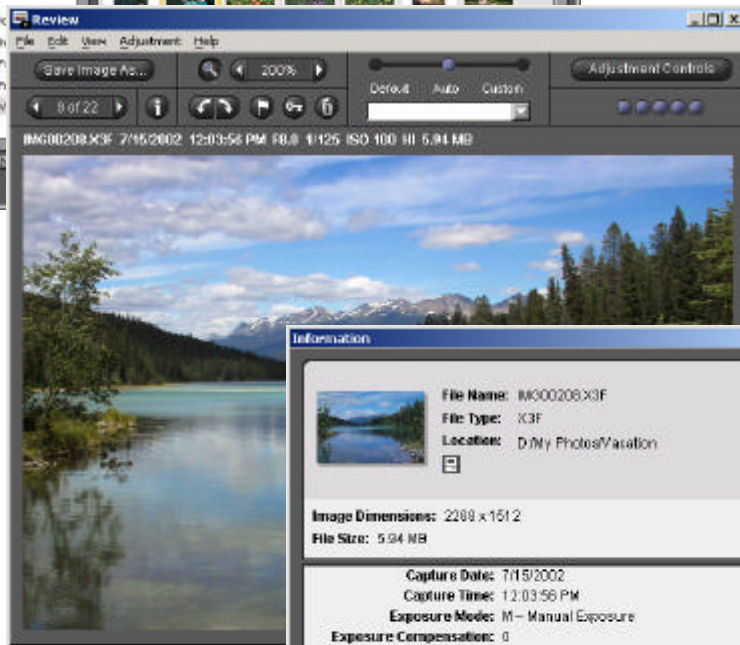 Review
File Edit View Adjustment Help
Save Image As...
200%
Default Auto Custom
Adjustment Controls
8 of 22
IMG00208.X3F 7/15/2002 12:03:56 PM F8.0 1/125 ISO 100 HI 5.94 MB
Information
File Name: IMG00208.X3F
File Type: X3F
Location: D:/My Photos/Vacation
Image Dimensions: 2268 x 1512
File Size: 5.94 MB
Capture Date: 7/15/2002
Capture Time: 12:03:56 PM
Exposure Mode: M - Manual Exposure
Exposure Compensation: 0